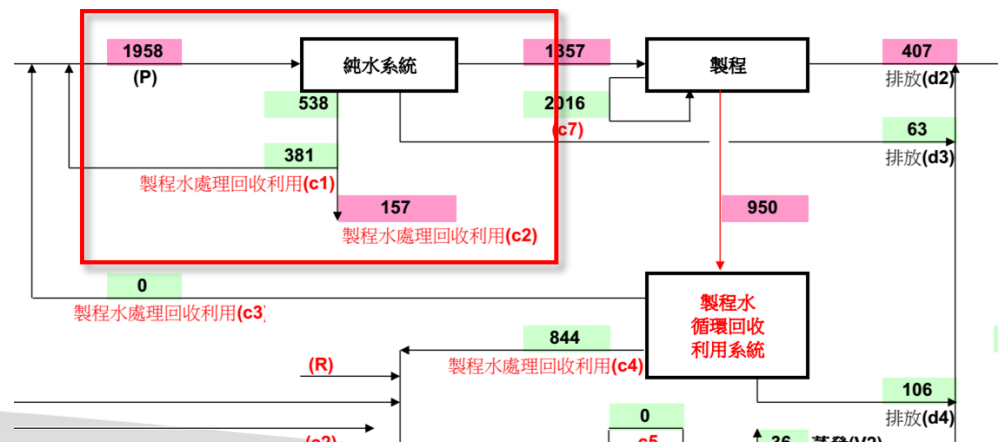 1958
(P)
純水系統
1357
製程
407
排放(d2)
538
2016
(c7)
63
排放(d3)
381
製程水處理回收利用(c1)
157
製程水處理回收利用(c2)
950
0
製程水處理回收利用(c3)
製程水
循環回收
利用系統
844
製程水處理回收利用(c4)
(R)
106
排放(d4)
0
c5
36